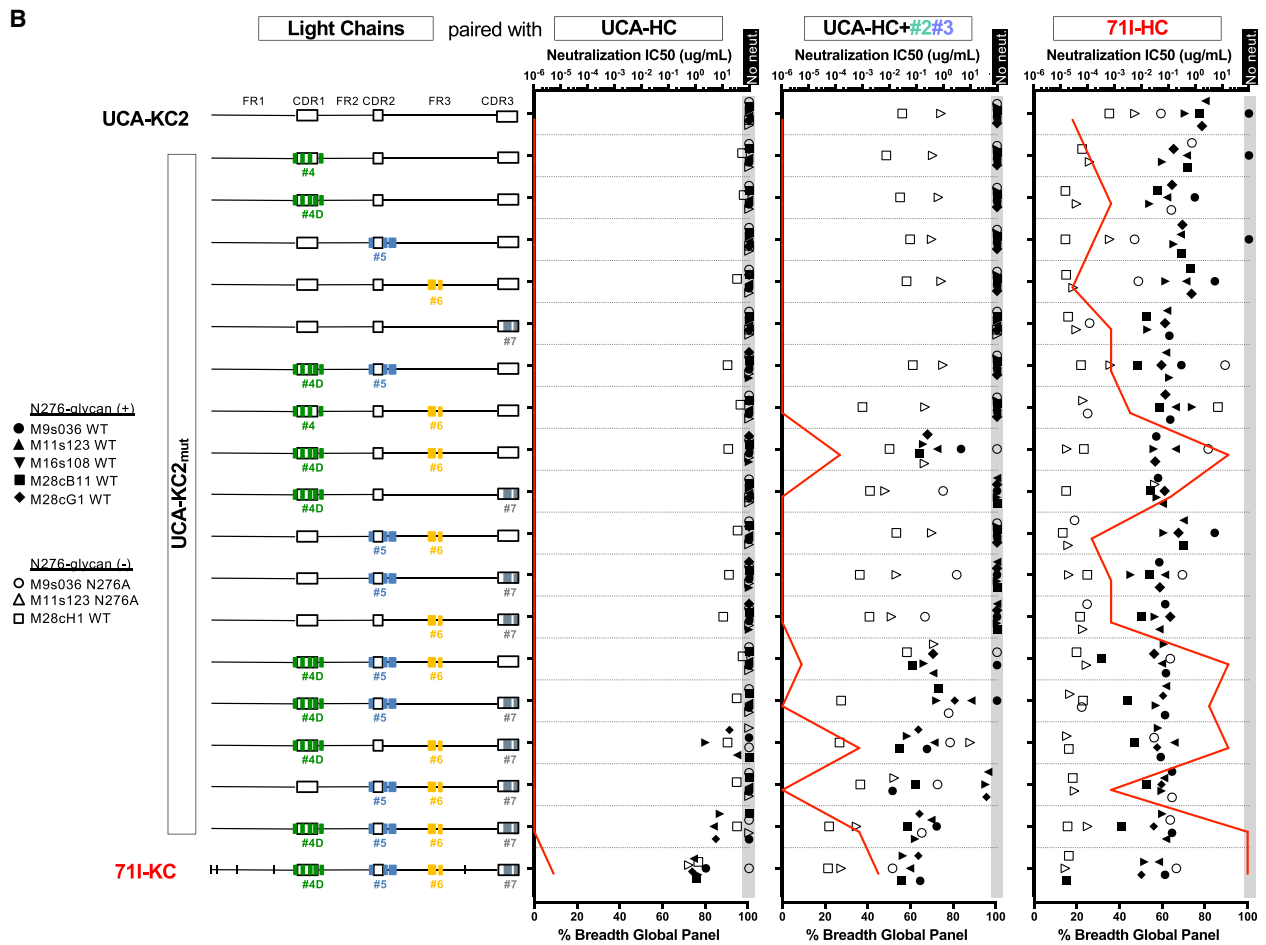 B
Light Chains paired with UCA-HC UCA-HC+#2#3 71I-HC
Neutralization IC50 (ug/mL) Neutralization IC50 (ug/mL) Neutralization IC50 (ug/mL)
No neut. No neut. No neut.
10-6 10-5 10-4 10-3 10-2 10-1 100 101 10-6 10-5 10-4 10-3 10-2 10-1 100 101 10-6 10-5 10-4 10-3 10-2 10-1 100 101
FR1 CDR1 FR2 CDR2 FR3 CDR3
UCA-KC2
UCA-KC2mut
#4
#4D
#5
#6
#7
#4D #5
#4 #6
#4D #6
#4D #7
#5 #6
#5 #7
#6 #7
#4D #5 #6
#4D #5 #7
#4D #6 #7
#5 #6 #7
#4D #5 #6 #7
71I-KC
#4D #5 #6 #7
N276-glycan (+)
M9s036 WT
M11s123 WT
M16s108 WT
M28cB11 WT
M28cG1 WT
N276-glycan (-)
M9s036 N276A
M11s123 N276A
M28cH1 WT
0 20 40 60 80 100 0 20 40 60 80 100 0 20 40 60 80 100
% Breadth Global Panel % Breadth Global Panel % Breadth Global Panel